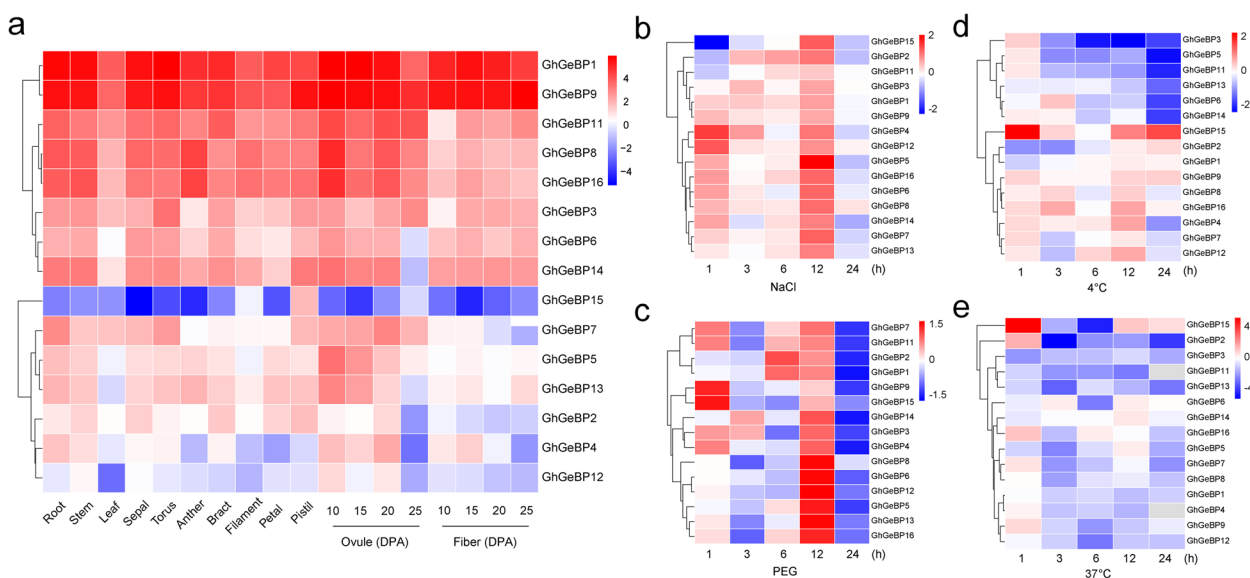 a
GhGeBP1
GhGeBP9
GhGeBP11
GhGeBP8
GhGeBP16
GhGeBP3
GhGeBP6
GhGeBP14
GhGeBP15
GhGeBP7
GhGeBP5
GhGeBP13
GhGeBP2
GhGeBP4
GhGeBP12
4
2
0
−2
−4
Root Stem Leaf Sepal Torus Anther Bract Filament Petal Pistil 10 15 20 25 10 15 20 25
Ovule (DPA) Fiber (DPA)
b
GhGeBP15
GhGeBP2
GhGeBP11
GhGeBP3
GhGeBP1
GhGeBP9
GhGeBP4
GhGeBP12
GhGeBP5
GhGeBP16
GhGeBP6
GhGeBP8
GhGeBP14
GhGeBP7
GhGeBP13
2
0
-2
1 3 6 12 24 (h)
NaCl
c
GhGeBP7
GhGeBP11
GhGeBP2
GhGeBP1
GhGeBP9
GhGeBP15
GhGeBP14
GhGeBP3
GhGeBP4
GhGeBP8
GhGeBP6
GhGeBP12
GhGeBP5
GhGeBP13
GhGeBP16
1.5
0
-1.5
1 3 6 12 24 (h)
PEG
d
GhGeBP3
GhGeBP5
GhGeBP11
GhGeBP13
GhGeBP6
GhGeBP14
GhGeBP15
GhGeBP2
GhGeBP1
GhGeBP9
GhGeBP8
GhGeBP16
GhGeBP4
GhGeBP7
GhGeBP12
2
0
−2
1 3 6 12 24 (h)
4°C
e
GhGeBP15
GhGeBP2
GhGeBP3
GhGeBP11
GhGeBP13
GhGeBP6
GhGeBP14
GhGeBP16
GhGeBP5
GhGeBP7
GhGeBP8
GhGeBP1
GhGeBP4
GhGeBP9
GhGeBP12
4
0
1 3 6 12 24 (h)
37°C